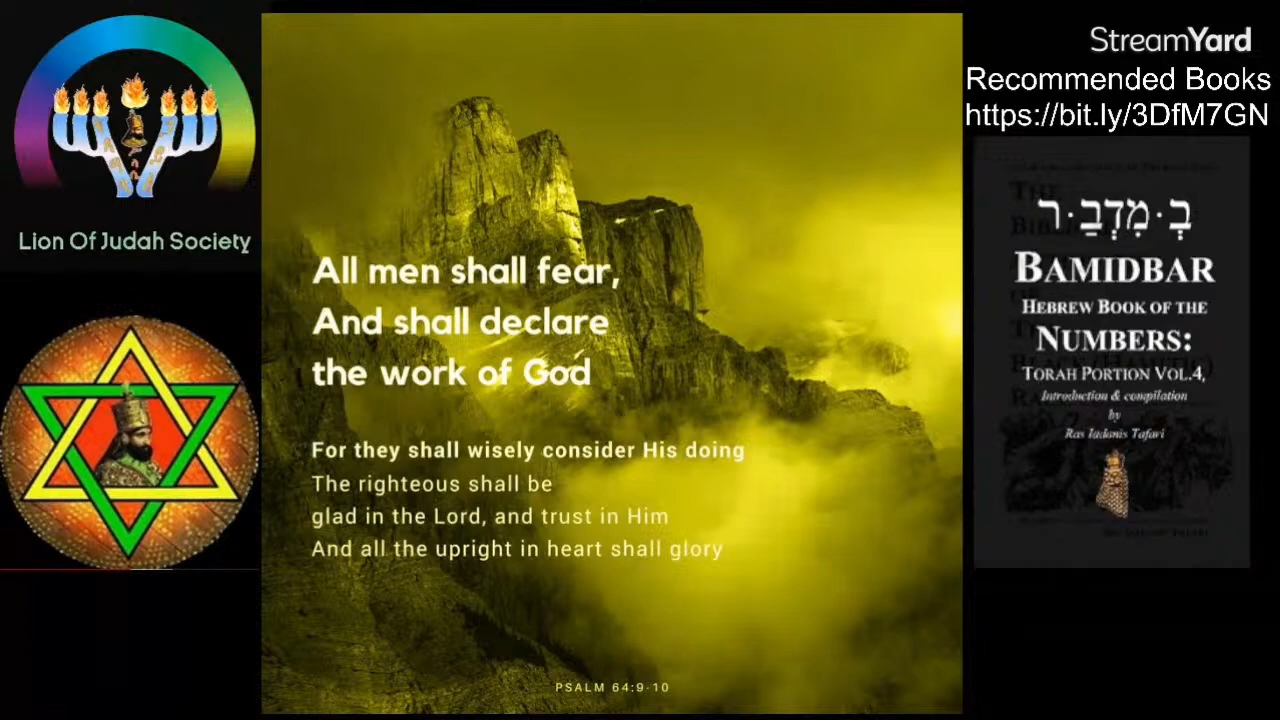 Lion Of Judah Society
All men shall fear,
And shall declare
the work of God
For they shall wisely consider His doing
The righteous shall be
glad in the Lord, and trust in Him
And all the upright in heart shall glory
PSALM 64:9-10
StreamYard
Recommended Books
https://bit.ly/3DfM7GN
בְּ·מִדְבַּ·ר
BAMIDBAR
HEBREW BOOK OF THE
NUMBERS:
TORAH PORTION VOL.4,
Introduction & compilation
by
Ras Iadonis Tafari